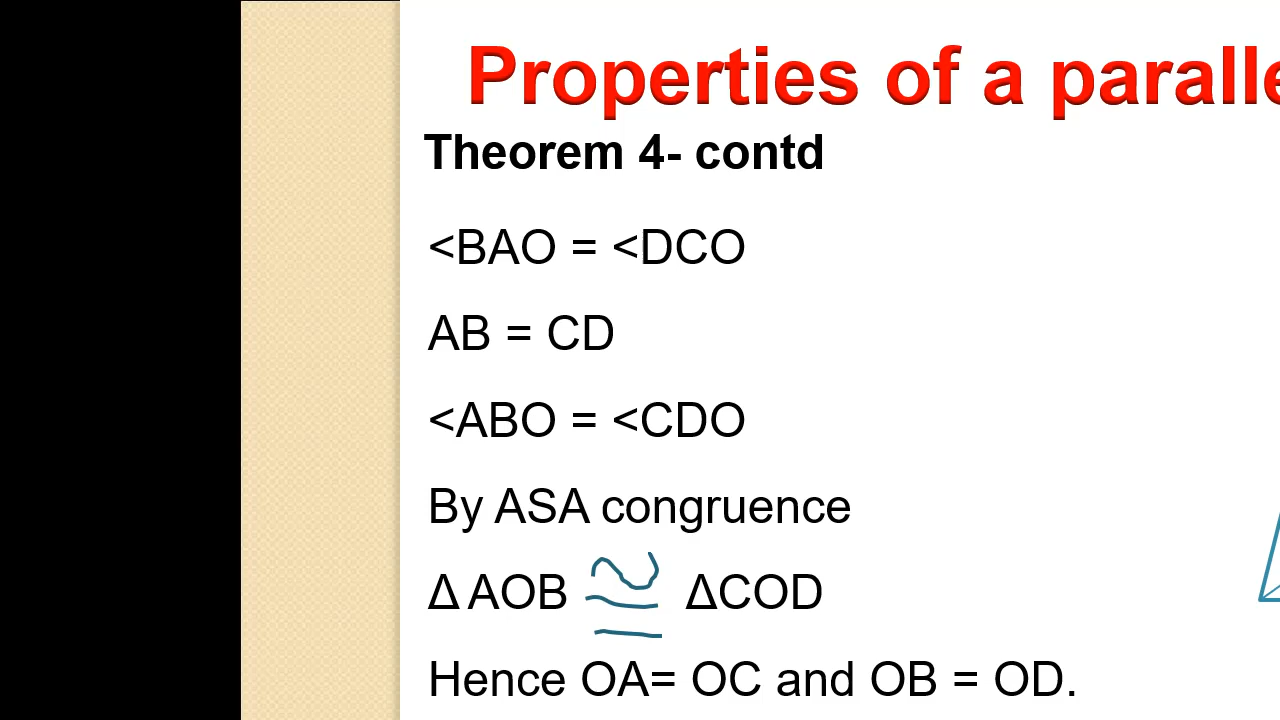 Properties of a paralle
Theorem 4- contd
<BAO = <DCO
AB = CD
<ABO = <CDO
By ASA congruence
Δ AOB ≅ ΔCOD
Hence OA= OC and OB = OD.